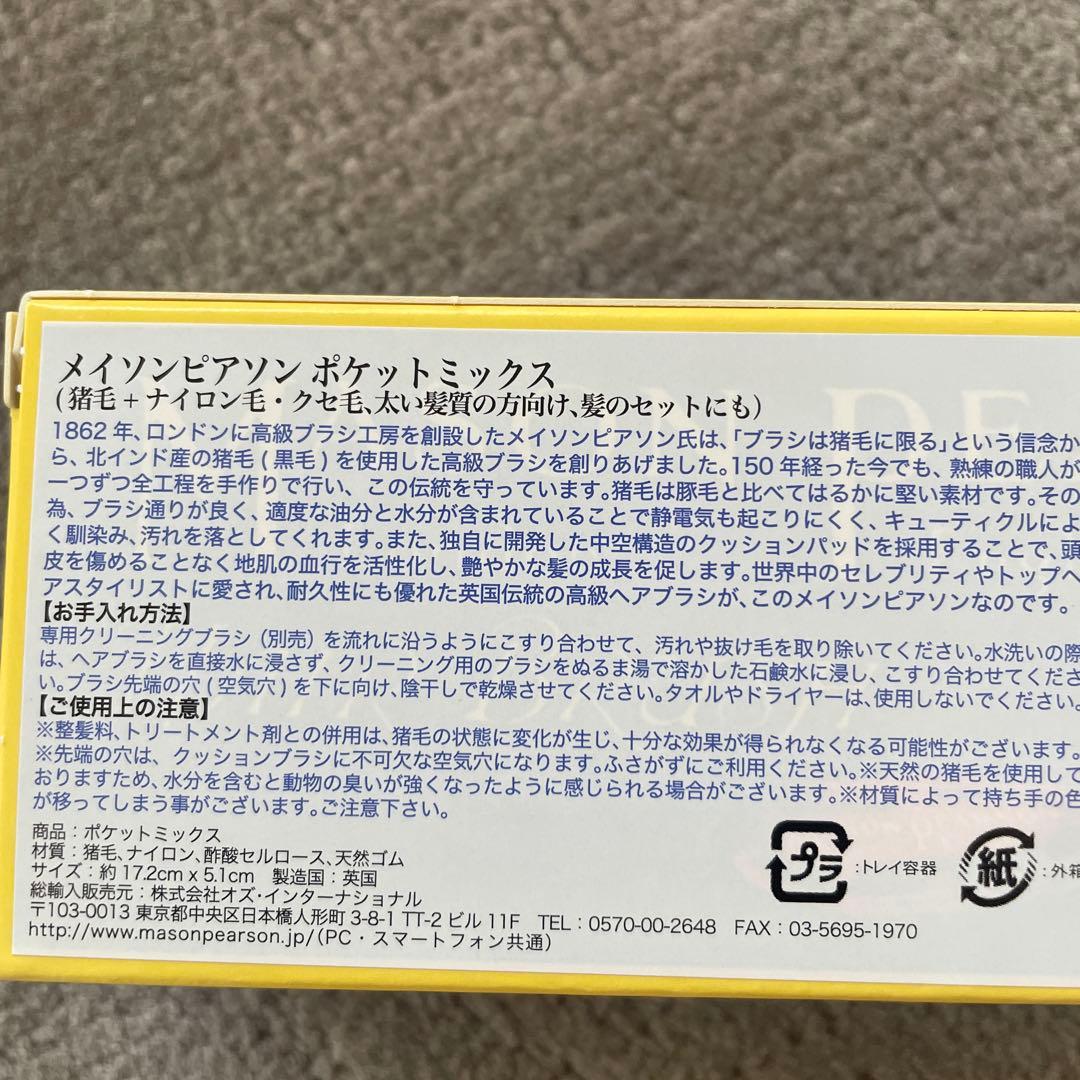 メイソンピアソン ポケットミックス
(猪毛+ナイロン毛・クセ毛、太い髪質の方向け、髪のセットにも)
1862年、ロンドンに高級ブラシ工房を創設したメイソンピアソン氏は、「ブラシは猪毛に限る」という信念か
ら、北インド産の猪毛(黒毛)を使用した高級ブラシを創りあげました。150年経った今でも、熟練の職人が
一つずつ全工程を手作りで行い、この伝統を守っています。猪毛は豚毛と比べてはるかに堅い素材です。その
為、ブラシ通りが良く、適度な油分と水分が含まれていることで静電気も起こりにくく、キューティクルによ
く馴染み、汚れを落としてくれます。また、独自に開発した中空構造のクッションパッドを採用することで、頭
皮を傷めることなく地肌の血行を活性化し、艶やかな髪の成長を促します。世界中のセレブリティやトップヘ
アスタイリストに愛され、耐久性にも優れた英国伝統の高級ヘアブラシが、このメイソンピアソンなのです。
【お手入れ方法】
専用クリーニングブラシ(別売)を流れに沿うようにこすり合わせて、汚れや抜け毛を取り除いてください。水洗いの際
は、ヘアブラシを直接水に浸さず、クリーニング用のブラシをぬるま湯で溶かした石鹸水に浸し、こすり合わせてくださ
い。ブラシ先端の穴(空気穴)を下に向け、陰干しで乾燥させてください。タオルやドライヤーは、使用しないでください。
【ご使用上の注意】
※整髪料、トリートメント剤との併用は、猪毛の状態に変化が生じ、十分な効果が得られなくなる可能性がございます。
※先端の穴は、クッションブラシに不可欠な空気穴になります。ふさがずにご利用ください。※天然の猪毛を使用して
おりますため、水分を含むと動物の臭いが強くなったように感じられる場合がございます。※材質によって持ち手の色
が移ってしまう事がございます。ご注意下さい。
商品:ポケットミックス
材質:猪毛、ナイロン、酢酸セルロース、天然ゴム
サイズ:約17.2cm x 5.1cm 製造国:英国
総輸入販売元:株式会社オズ・インターナショナル
〒103-0013 東京都中央区日本橋人形町3-8-1 TT-2ビル11F TEL:0570-00-2648 FAX:03-5695-1970
http://www.masonpearson.jp/(PC・スマートフォン共通)
プラ:トレイ容器 紙:外箱